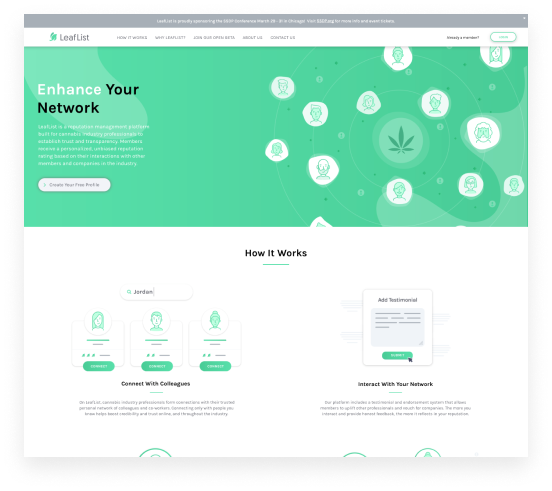 LeafList is proudly sponsoring the CESF Conference March 29 - 31 in Chicago! Visit CESF.org for more info and event tickets.
LeafList
HOW IT WORKS WHY LEAFLIST? JOIN OUR OPEN BETA ABOUT US CONTACT US
Already a member?
Enhance Your
Network
LeafList is a reputation management platform
built for cannabis industry professionals to
establish trust and transparency. Members
receive a personalized, unbiased reputation
rating based on their interactions with other
members and companies in the industry.
Create Your Free Profile
How It Works
Jordan
CONNECT CONNECT CONNECT
Connect With Colleagues
On LeafList, cannabis industry professionals form connections with their trusted
personal network of colleagues and co-workers. Connecting only with people you
know helps boost credibility and trust online, and throughout the industry.
Add Testimonial
SUBMIT
Interact With Your Network
Our platform includes a testimonial and endorsement system that allows
members to uplift other professionals and vouch for companies. The more you
interact and provide honest feedback, the more it reflects in your reputation.